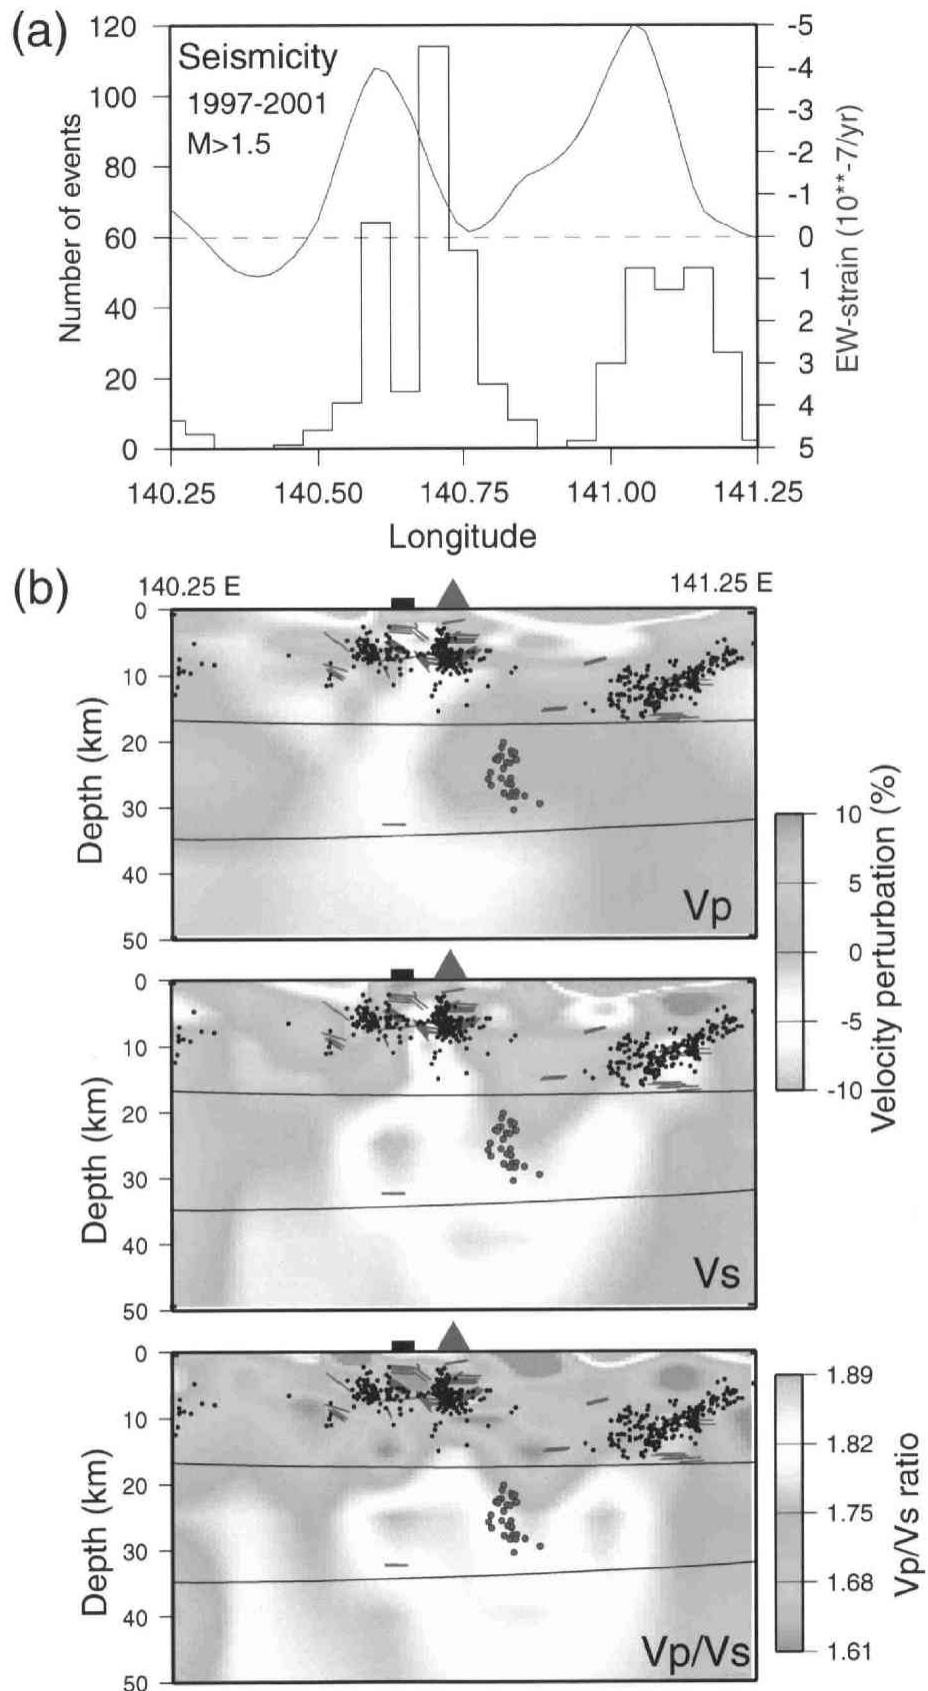 (a)
Seismicity
1997-2001
M>1.5
Number of events
120
100
80
60
40
20
0
-5
-4
-3
-2
-1
0
1
2
3
4
5
EW-strain (10**-7/yr)
140.25 140.50 140.75 141.00 141.25
Longitude
(b)
140.25 E 141.25 E
Depth (km)
0
10
20
30
40
50
Vp
Depth (km)
0
10
20
30
40
50
Vs
Depth (km)
0
10
20
30
40
50
Vp/Vs
10
5
0
-5
-10
Velocity perturbation (%)
1.89
1.82
1.75
1.68
1.61
Vp/Vs ratio